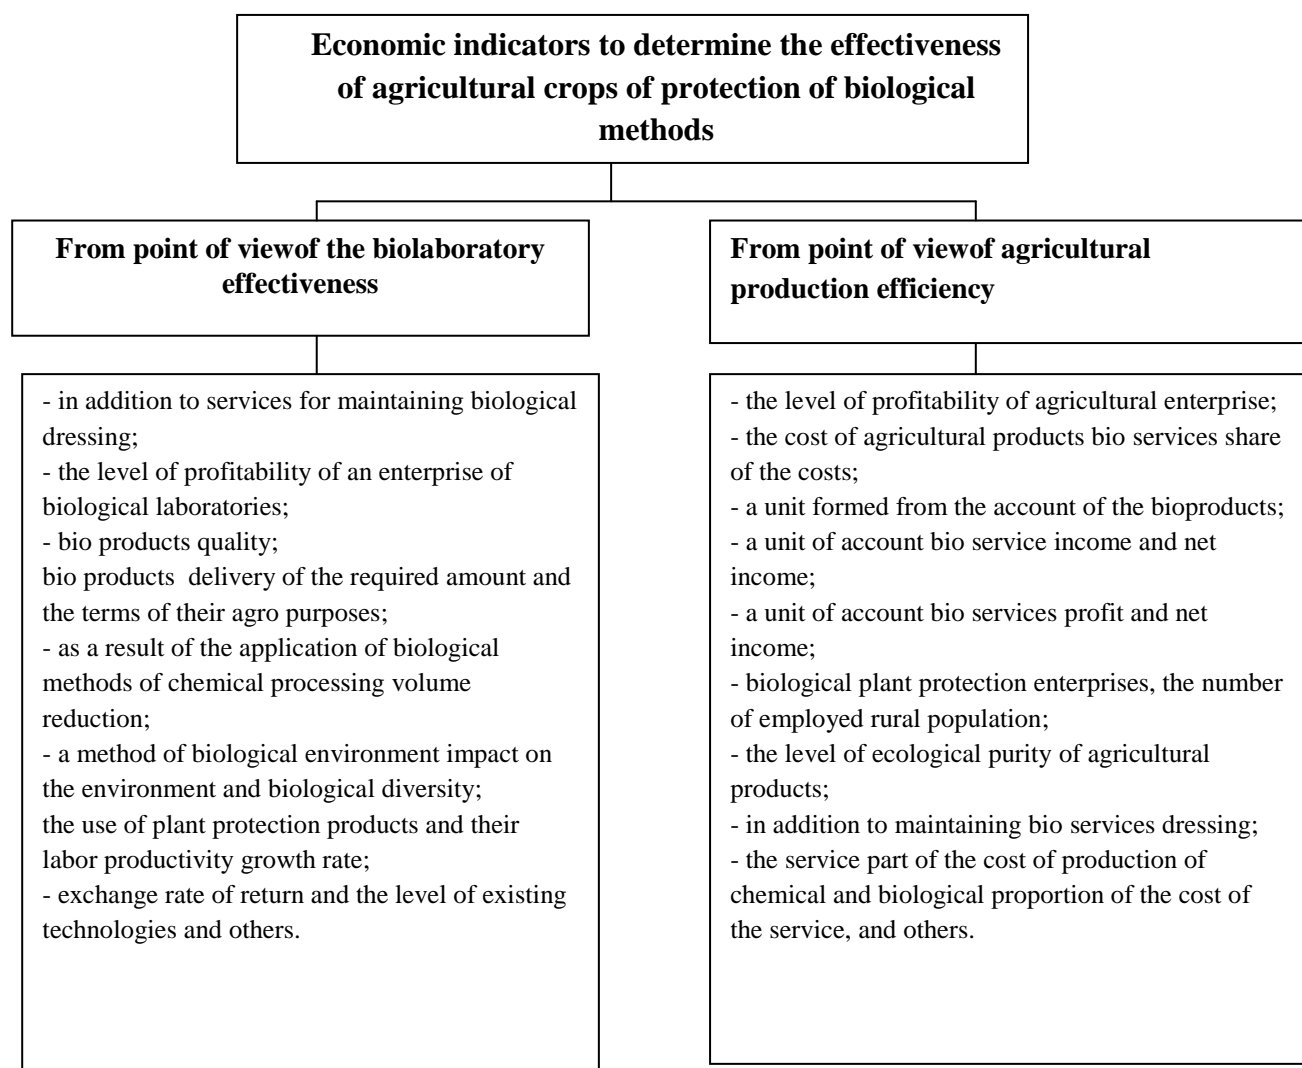 Economic indicators to determine the effectiveness
of agricultural crops of protection of biological
methods
From point of viewof the biolaboratory
effectiveness
- in addition to services for maintaining biological
dressing;
- the level of profitability of an enterprise of
biological laboratories;
- bio products quality;
bio products  delivery of the required amount and
the terms of their agro purposes;
- as a result of the application of biological
methods of chemical processing volume
reduction;
- a method of biological environment impact on
the environment and biological diversity;
the use of plant protection products and their
labor productivity growth rate;
- exchange rate of return and the level of existing
technologies and others.
From point of viewof agricultural
production efficiency
- the level of profitability of agricultural enterprise;
- the cost of agricultural products bio services share
of the costs;
- a unit formed from the account of the bioproducts;
- a unit of account bio service income and net
income;
- a unit of account bio services profit and net
income;
- biological plant protection enterprises, the number
of employed rural population;
- the level of ecological purity of agricultural
products;
- in addition to maintaining bio services dressing;
- the service part of the cost of production of
chemical and biological proportion of the cost of
the service, and others.